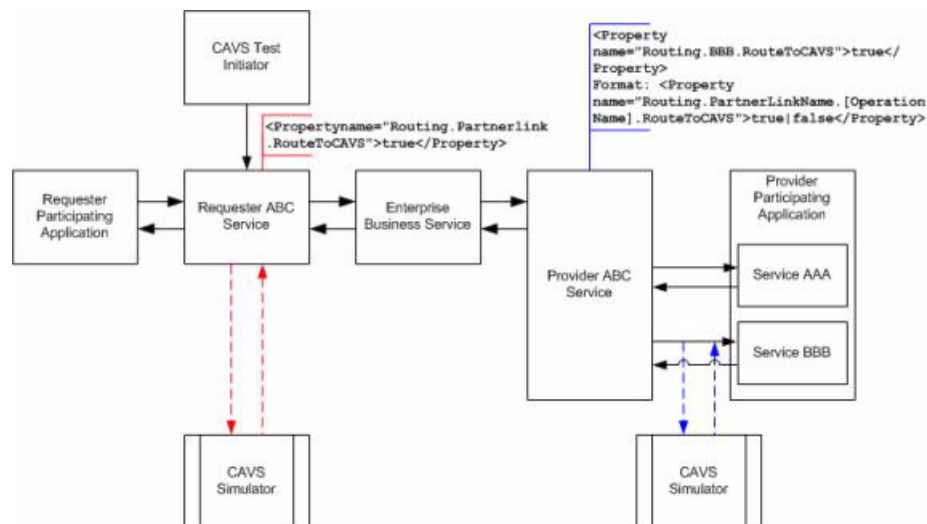 CAVS Test
Initiator
<Propertyname="Routing.Partnerlink
.RouteToCAVS">true</Property>
<Property
name="Routing.BBB.RouteToCAVS">true</
Property>
Format: <Property
name="Routing.PartnerLinkName.[Operation
Name].RouteToCAVS">true|false</Property>
Requester
Participating
Application
Requester ABC
Service
Enterprise
Business Service
Provider ABC
Service
Provider
Participating
Application
Service AAA
Service BBB
CAVS
Simulator
CAVS
Simulator